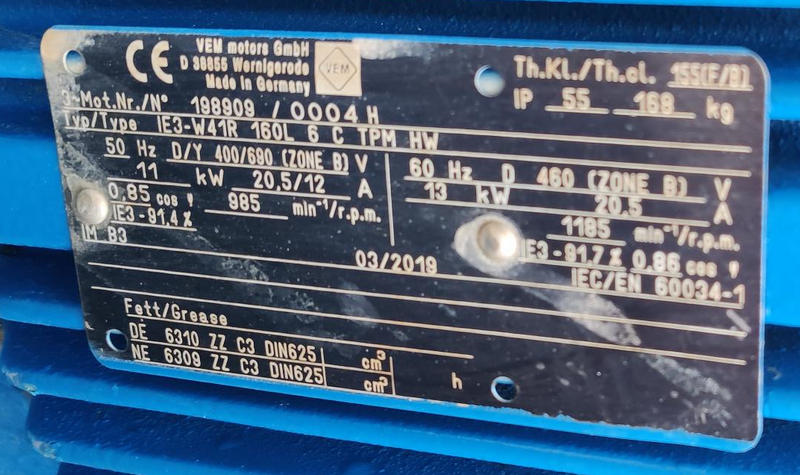 CE VEM motors GmbH
D 38855 Wernigerode
Made in Germany
VEM
Th.Kl./Th.cl. 155(F/B)
IP 55 169 kg
3~Mot.Nr./N° 198909 / 0004 H
Typ/Type IE3-W41R 160L 6 C TPM HW
50 Hz D/Y 400/690 (ZONE B) V
11 kW 20,5/12 A
0,85 cos φ 985 min⁻¹/r.p.m.
IE3-91,4 %
60 Hz D 460 (ZONE B) V
13 kW 20,5 A
1185 min⁻¹/r.p.m.
IE3-91,7 % 0,86 cos φ
IM B3
03/2019
IEC/EN 60034-1
Fett/Grease
DE 6310 ZZ C3 DIN625 cm³
NE 6309 ZZ C3 DIN625 cm³ h